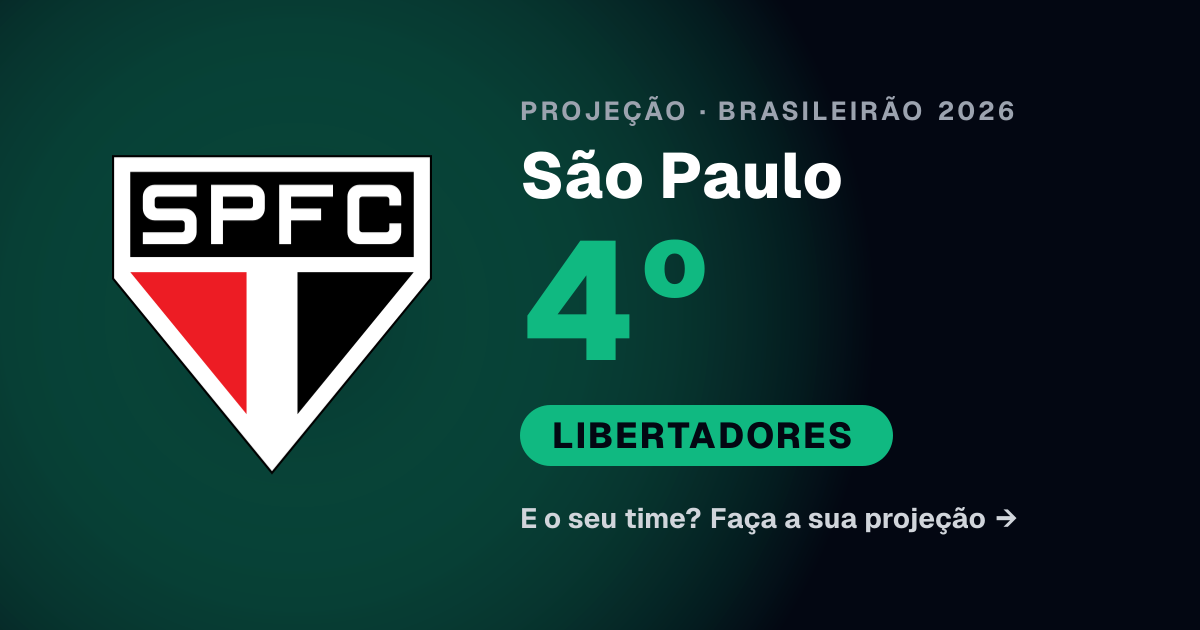 SPFC
PROJEÇÃO · BRASILEIRÃO 2026
São Paulo
4º
LIBERTADORES
E o seu time? Faça a sua projeção →